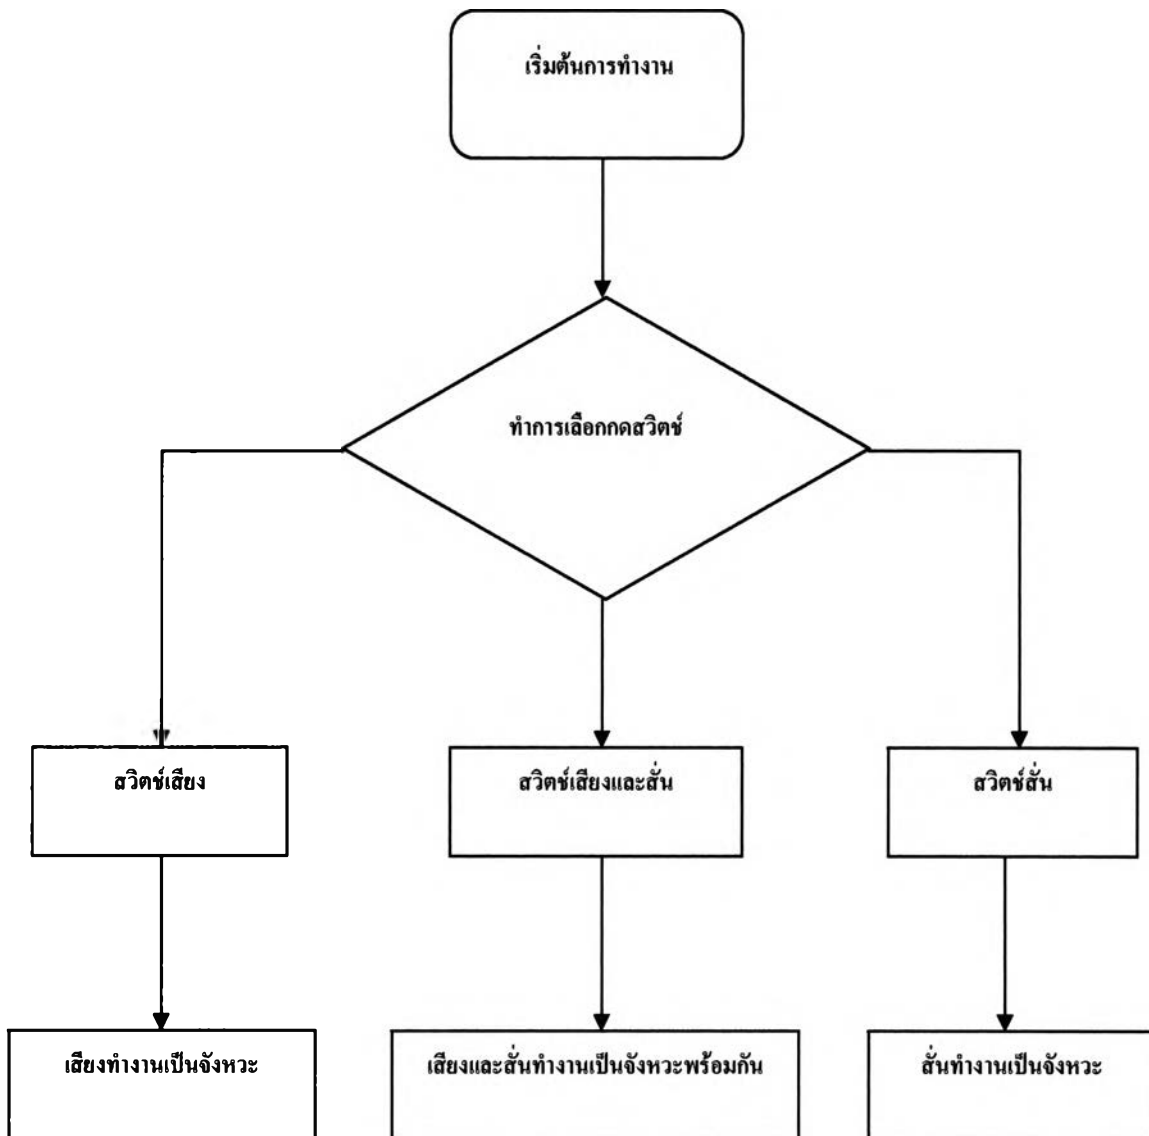 เริ่มต้นการทำงาน
ทำการเลือกกดสวิตช์
สวิตช์เสียง
สวิตช์เสียงและสั่น
สวิตช์สั่น
เสียงทำงานเป็นจังหวะ
เสียงและสั่นทำงานเป็นจังหวะพร้อมกัน
สั่นทำงานเป็นจังหวะ